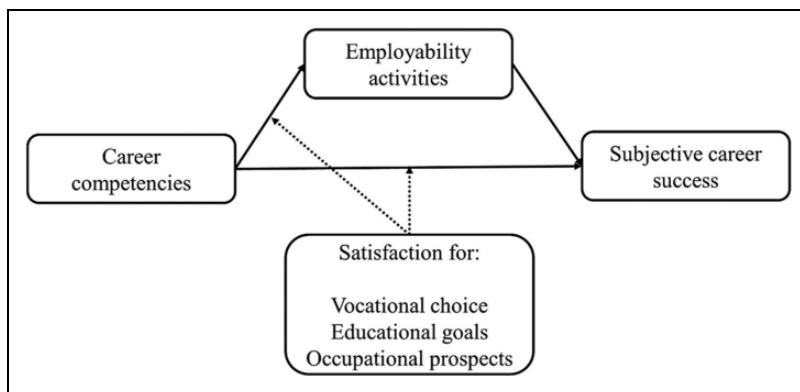 Employability
activities
Career
competencies
Subjective career
success
Satisfaction for:
Vocational choice
Educational goals
Occupational prospects